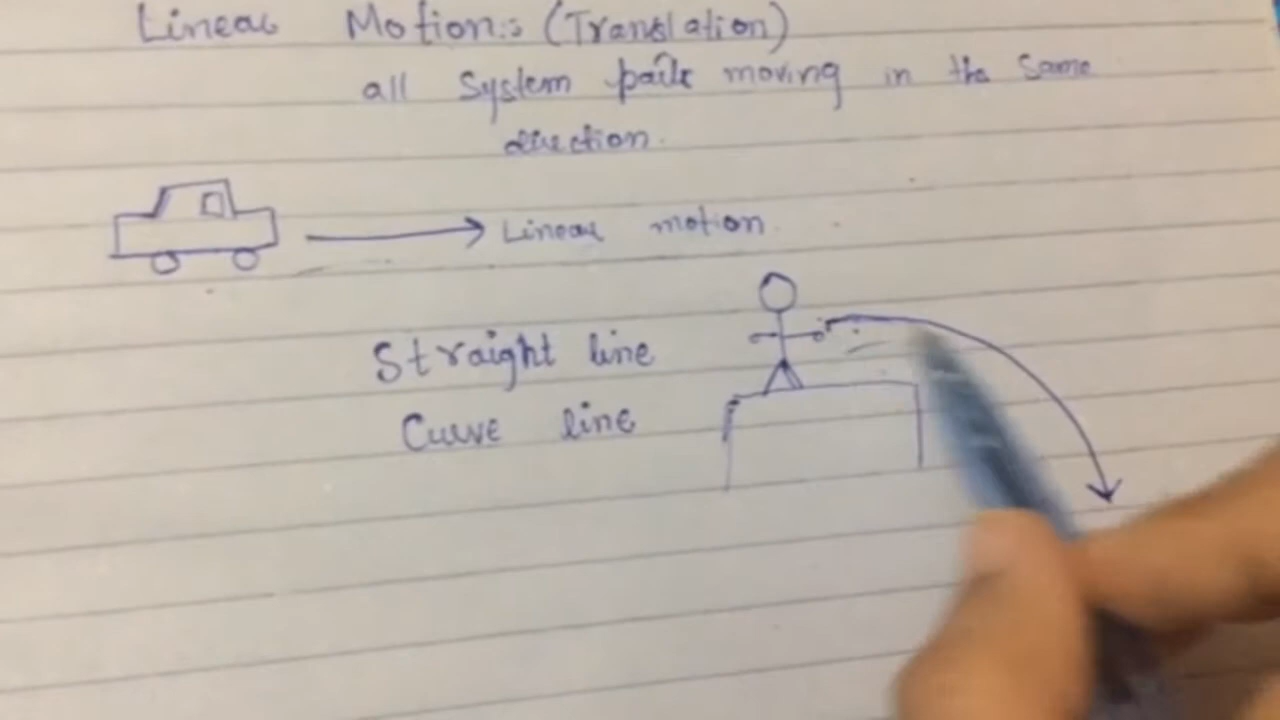 Linear Motion:: (Translation)
all System parts moving in the same
direction.
Linear motion
Straight line
Curve line